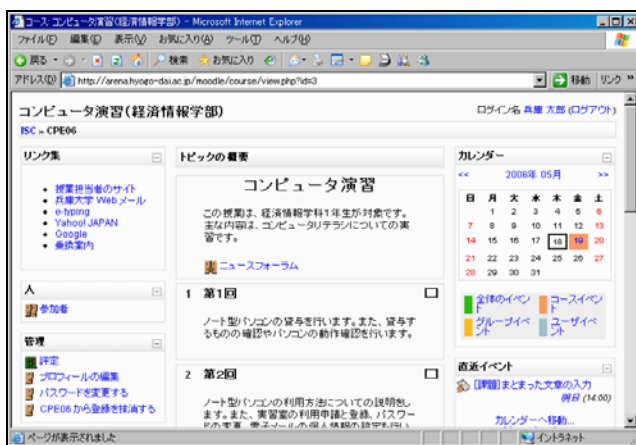 コース: コンピュータ演習(経済情報学部) - Microsoft Internet Explorer
ファイル(F) 編集(E) 表示(V) お気に入り(A) ツール(T) ヘルプ(H)
戻る 検索 お気に入り
アドレス(D) http://arena.hyogo-dai.ac.jp/moodle/course/view.php?id=3 移動 リンク »
コンピュータ演習(経済情報学部)
ログイン名 兵庫 太郎 (ログアウト)
ISC » CPE06
リンク集
授業担当者のサイト
兵庫大学 Web メール
e-typing
Yahoo! JAPAN
Google
乗換案内
人
参加者
管理
評定
プロフィールの編集
パスワードを変更する
CPE06 から登録を抹消する
トピックの概要
コンピュータ演習
この授業は、経済情報学科1年生が対象です。
主な内容は、コンピュータリテラシについての実
習です。
ニュースフォーラム
1 第1回
ノート型パソコンの貸与を行います。また、貸与す
るものの確認やパソコンの動作確認を行います。
2 第2回
ノート型パソコンの利用方法についての説明をし
ます。また、実習室の利用申請と登録、パスワー
ドの変更、電子メールの個人情報の設定も行い
カレンダー
<< 2006年 05月 >>
日 月 火 水 木 金 土
1 2 3 4 5 6
7 8 9 10 11 12 13
14 15 16 17 18 19 20
21 22 23 24 25 26 27
28 29 30 31
全体のイベント コースイベント
グループイベント ユーザイベント
直近イベント
[課題]まとまった文章の入力
明日 (14:00)
カレンダーへ移動...
ページが表示されました イントラネット